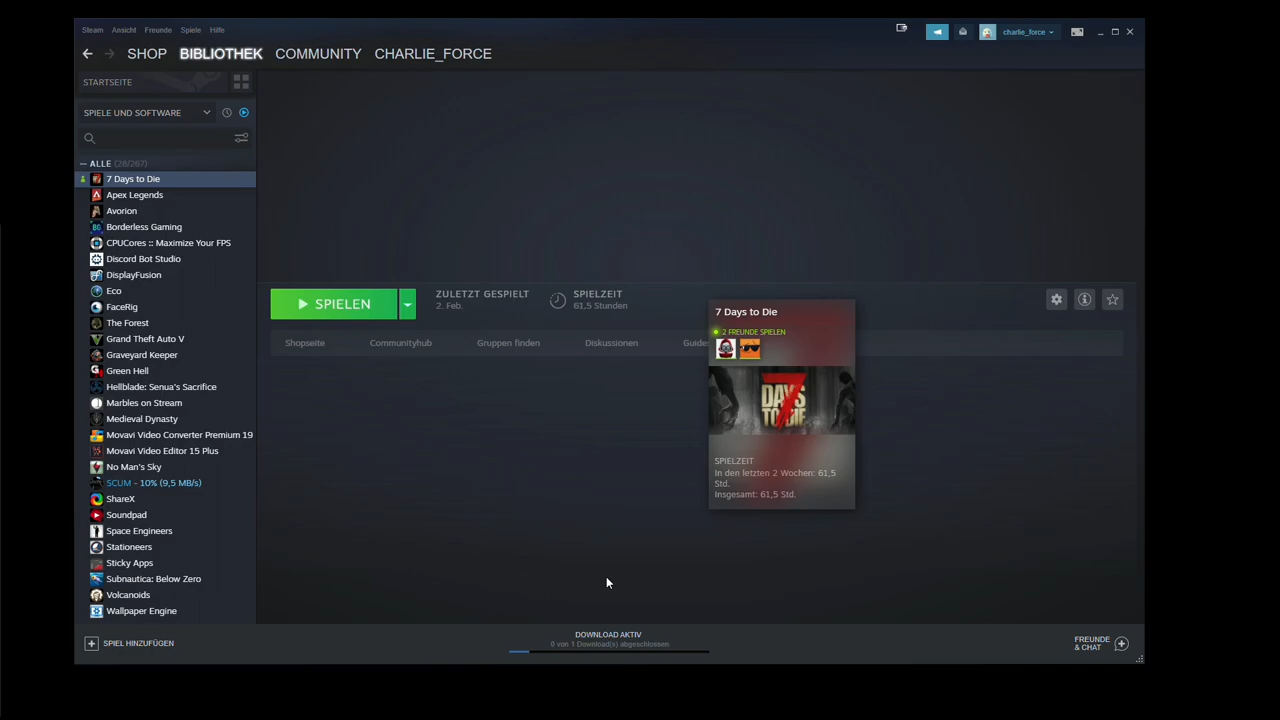 Steam Ansicht Freunde Spiele Hilfe
charlie_force
SHOP BIBLIOTHEK COMMUNITY CHARLIE_FORCE
STARTSEITE
SPIELE UND SOFTWARE
ALLE (28/267)
7 Days to Die
Apex Legends
Avorion
Borderless Gaming
CPUCores :: Maximize Your FPS
Discord Bot Studio
DisplayFusion
Eco
FaceRig
The Forest
Grand Theft Auto V
Graveyard Keeper
Green Hell
Hellblade: Senua's Sacrifice
Marbles on Stream
Medieval Dynasty
Movavi Video Converter Premium 19
Movavi Video Editor 15 Plus
No Man's Sky
SCUM - 10% (9,5 MB/s)
ShareX
Soundpad
Space Engineers
Stationeers
Sticky Apps
Subnautica: Below Zero
Volcanoids
Wallpaper Engine
SPIELEN
ZULETZT GESPIELT
2. Feb.
SPIELZEIT
61,5 Stunden
Shopseite Communityhub Gruppen finden Diskussionen Guides
7 Days to Die
2 FREUNDE SPIELEN
7 DAYS TO DIE
SPIELZEIT
In den letzten 2 Wochen: 61,5
Std.
Insgesamt: 61,5 Std.
SPIEL HINZUFÜGEN
DOWNLOAD AKTIV
0 von 1 Download(s) abgeschlossen
FREUNDE
& CHAT